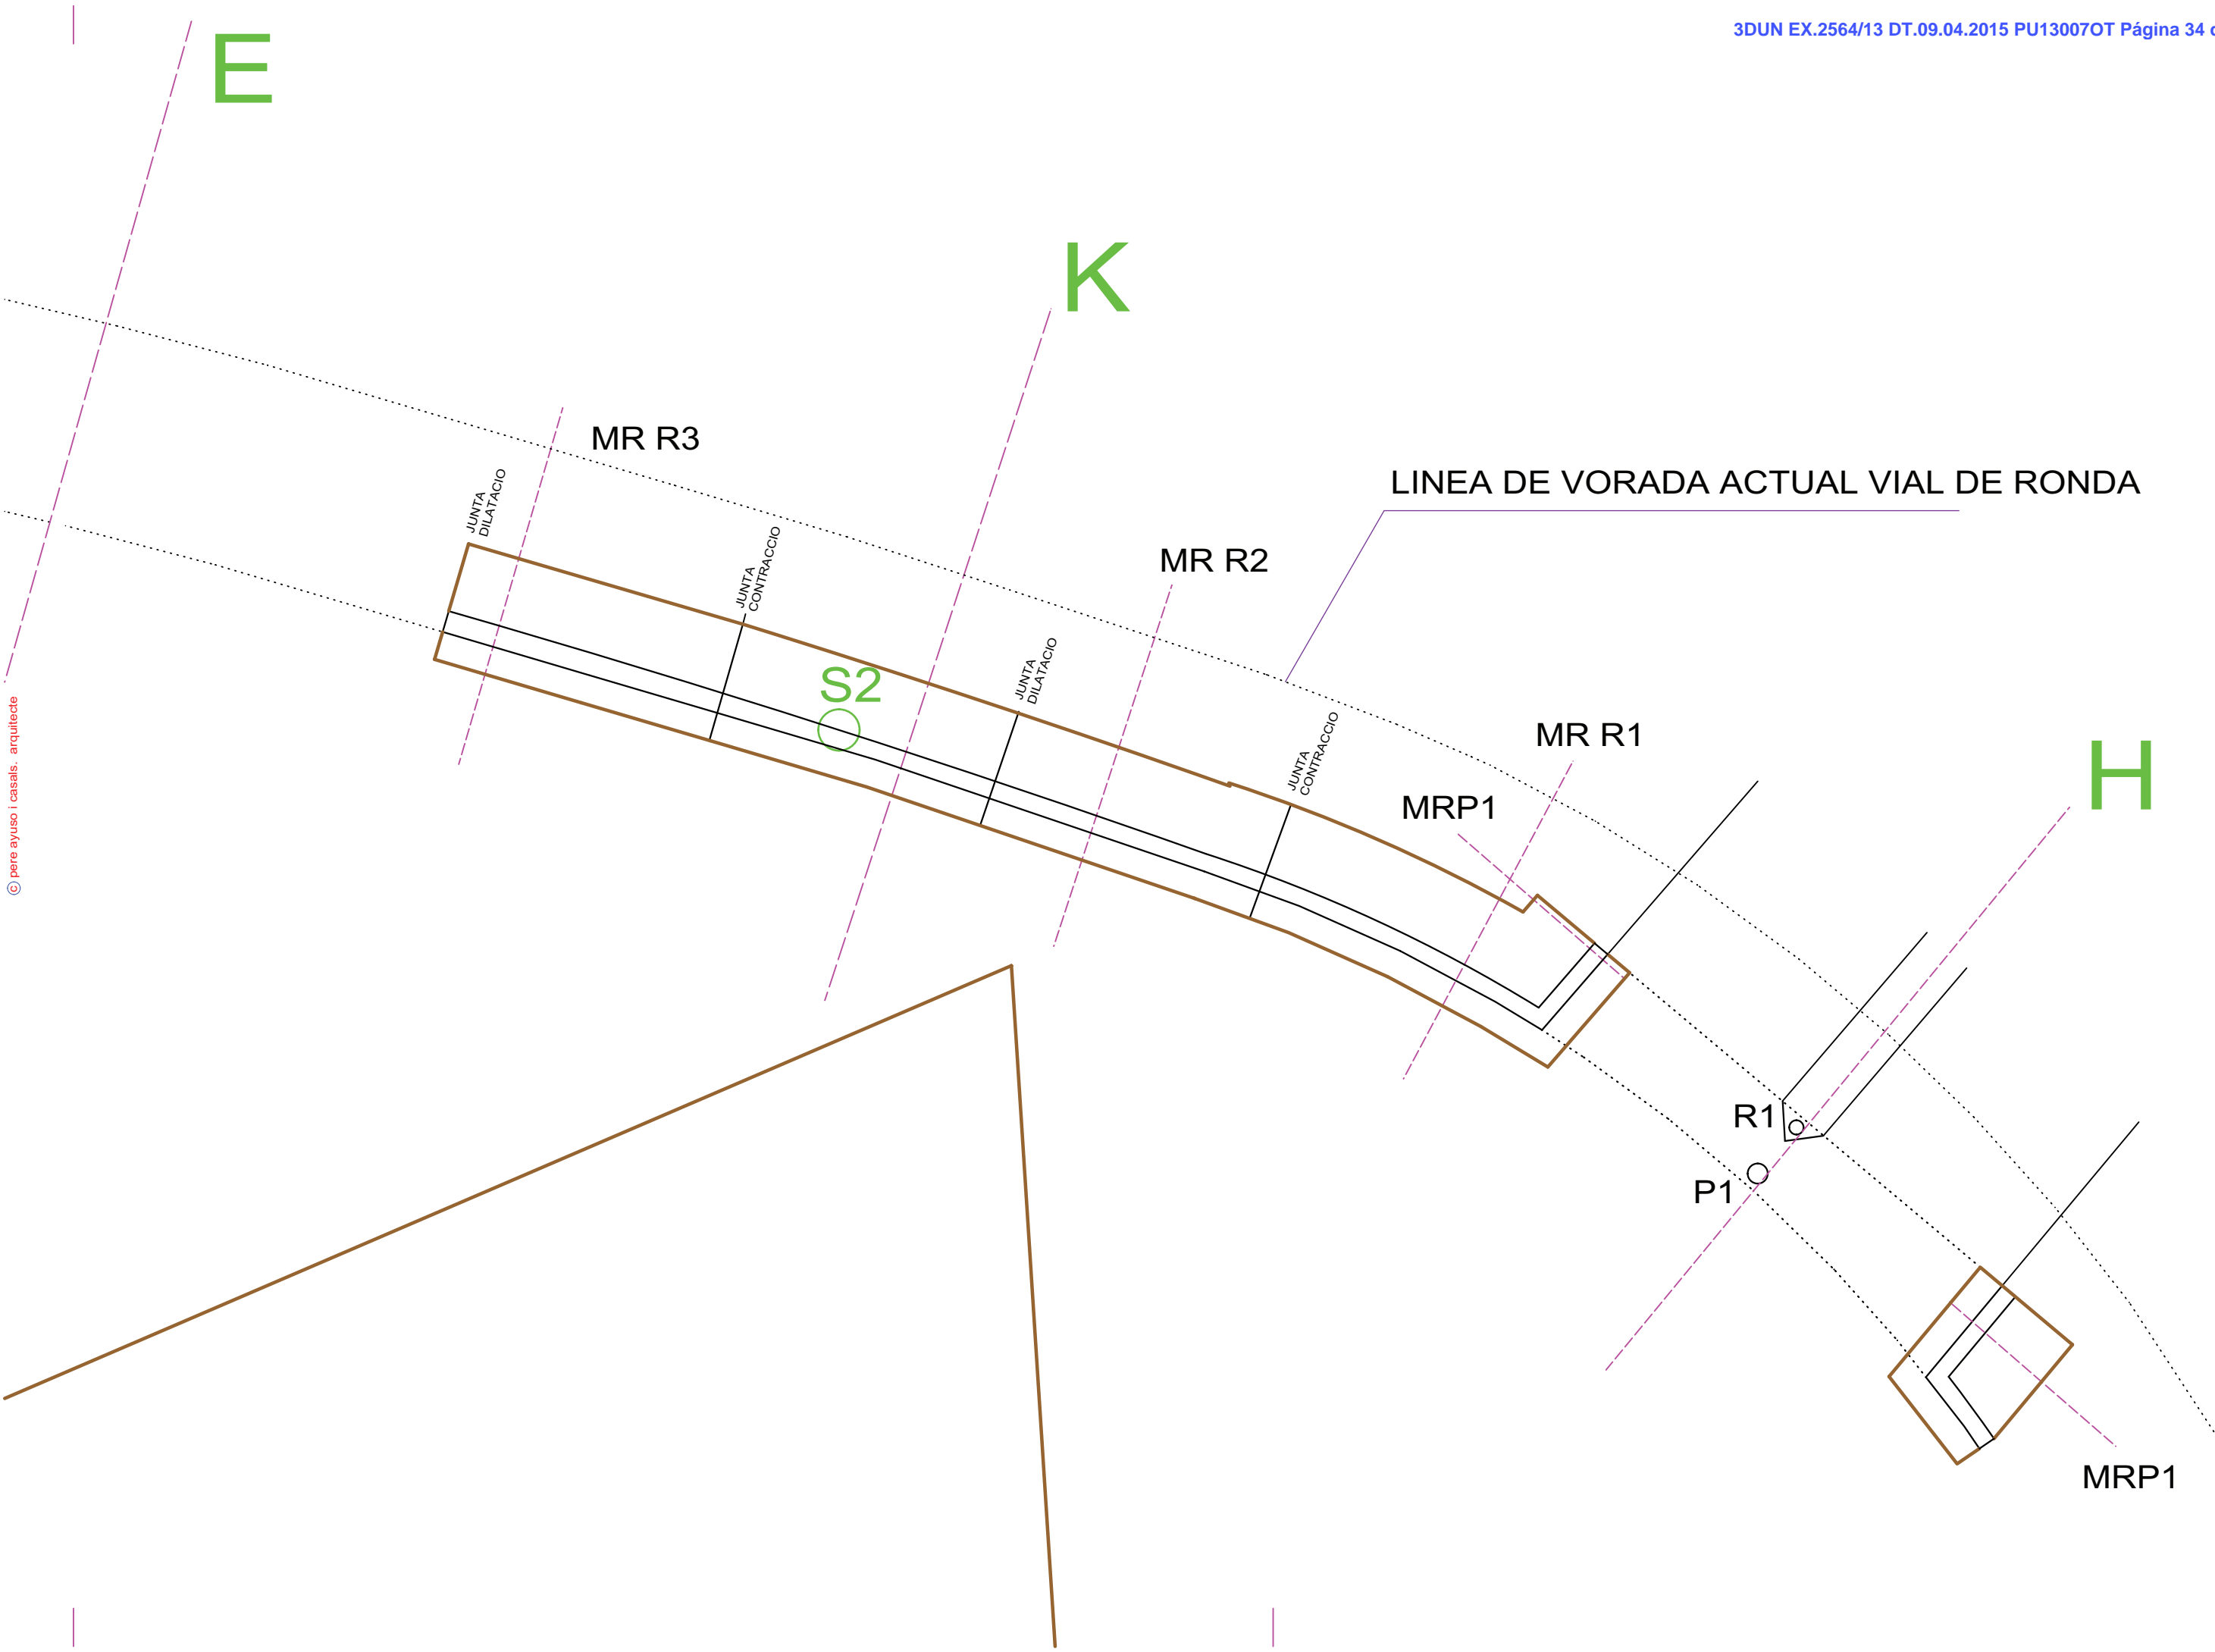 3DUN EX.2564/13 DT.09.04.2015 PU13007OT Página 34
E
K
MR R3
LINEA DE VORADA ACTUAL VIAL DE RONDA
JUNTA
DILATACIO
MR R2
JUNTA
CONTRACCIO
S2
JUNTA
DILATACIO
MR R1
JUNTA
CONTRACCIO
H
MRP1
© pere ayuso i casals. arquitecte
R1
P1
MRP1